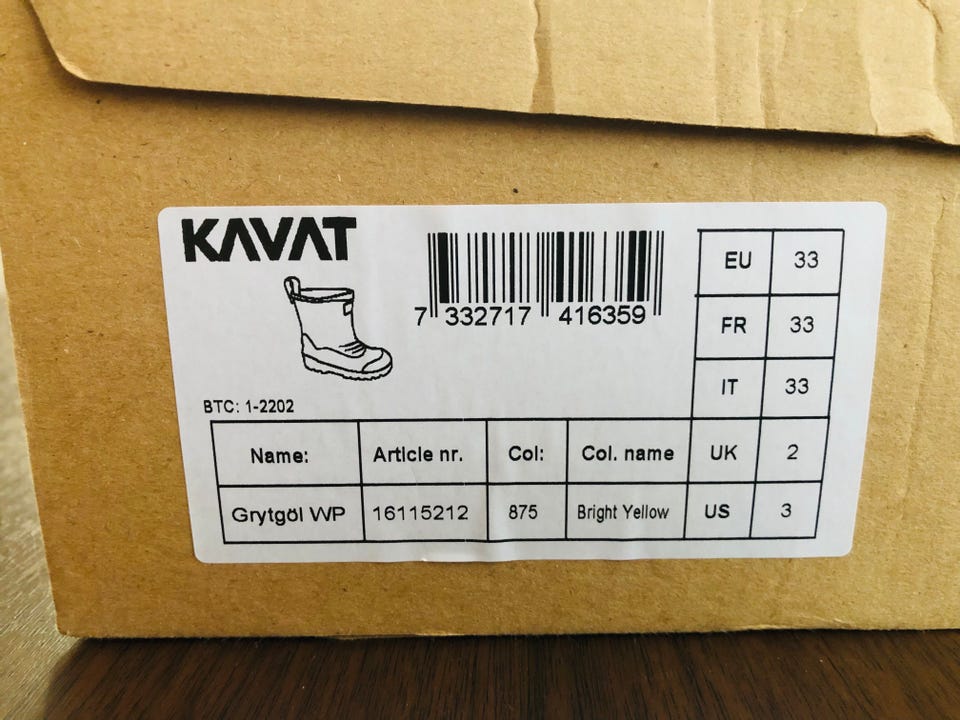 KAVAT
7 332717 416359
EU 33
FR 33
IT 33
BTC: 1-2202
Name: Article nr. Col: Col. name UK 2
Grytgöl WP 16115212 875 Bright Yellow US 3